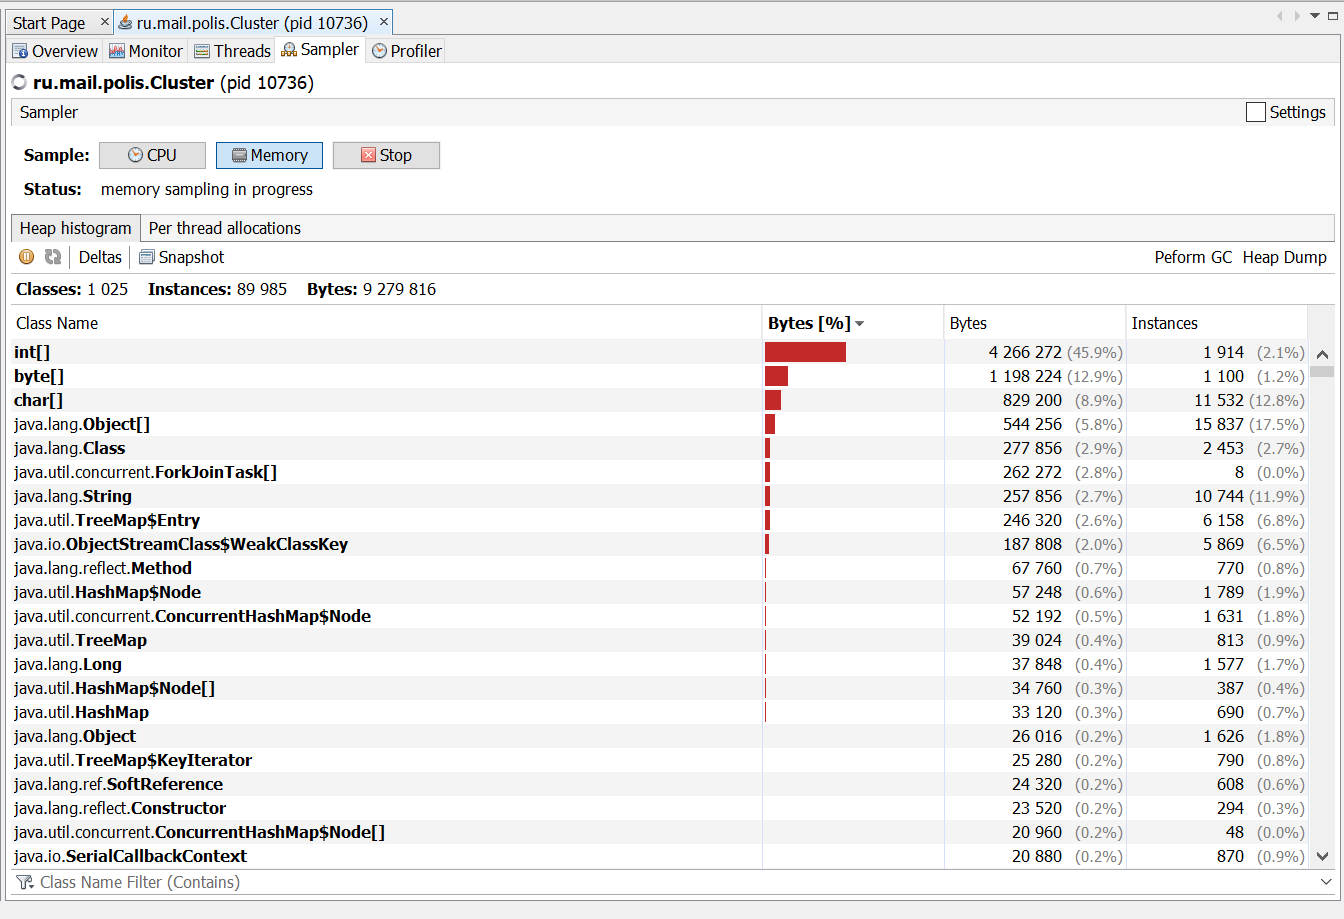 Start Page × ru.mail.polis.Cluster (pid 10736) ×
Overview Monitor Threads Sampler Profiler
ru.mail.polis.Cluster (pid 10736)
Sampler Settings
Sample: CPU Memory Stop
Status: memory sampling in progress
Heap histogram Per thread allocations
Deltas Snapshot Peform GC Heap Dump
Classes: 1 025 Instances: 89 985 Bytes: 9 279 816
Class Name Bytes [%] Bytes Instances
int[] 4 266 272 (45.9%) 1 914 (2.1%)
byte[] 1 198 224 (12.9%) 1 100 (1.2%)
char[] 829 200 (8.9%) 11 532 (12.8%)
java.lang.Object[] 544 256 (5.8%) 15 837 (17.5%)
java.lang.Class 277 856 (2.9%) 2 453 (2.7%)
java.util.concurrent.ForkJoinTask[] 262 272 (2.8%) 8 (0.0%)
java.lang.String 257 856 (2.7%) 10 744 (11.9%)
java.util.TreeMap$Entry 246 320 (2.6%) 6 158 (6.8%)
java.io.ObjectStreamClass$WeakClassKey 187 808 (2.0%) 5 869 (6.5%)
java.lang.reflect.Method 67 760 (0.7%) 770 (0.8%)
java.util.HashMap$Node 57 248 (0.6%) 1 789 (1.9%)
java.util.concurrent.ConcurrentHashMap$Node 52 192 (0.5%) 1 631 (1.8%)
java.util.TreeMap 39 024 (0.4%) 813 (0.9%)
java.lang.Long 37 848 (0.4%) 1 577 (1.7%)
java.util.HashMap$Node[] 34 760 (0.3%) 387 (0.4%)
java.util.HashMap 33 120 (0.3%) 690 (0.7%)
java.lang.Object 26 016 (0.2%) 1 626 (1.8%)
java.util.TreeMap$KeyIterator 25 280 (0.2%) 790 (0.8%)
java.lang.ref.SoftReference 24 320 (0.2%) 608 (0.6%)
java.lang.reflect.Constructor 23 520 (0.2%) 294 (0.3%)
java.util.concurrent.ConcurrentHashMap$Node[] 20 960 (0.2%) 48 (0.0%)
java.io.SerialCallbackContext 20 880 (0.2%) 870 (0.9%)
Class Name Filter (Contains)